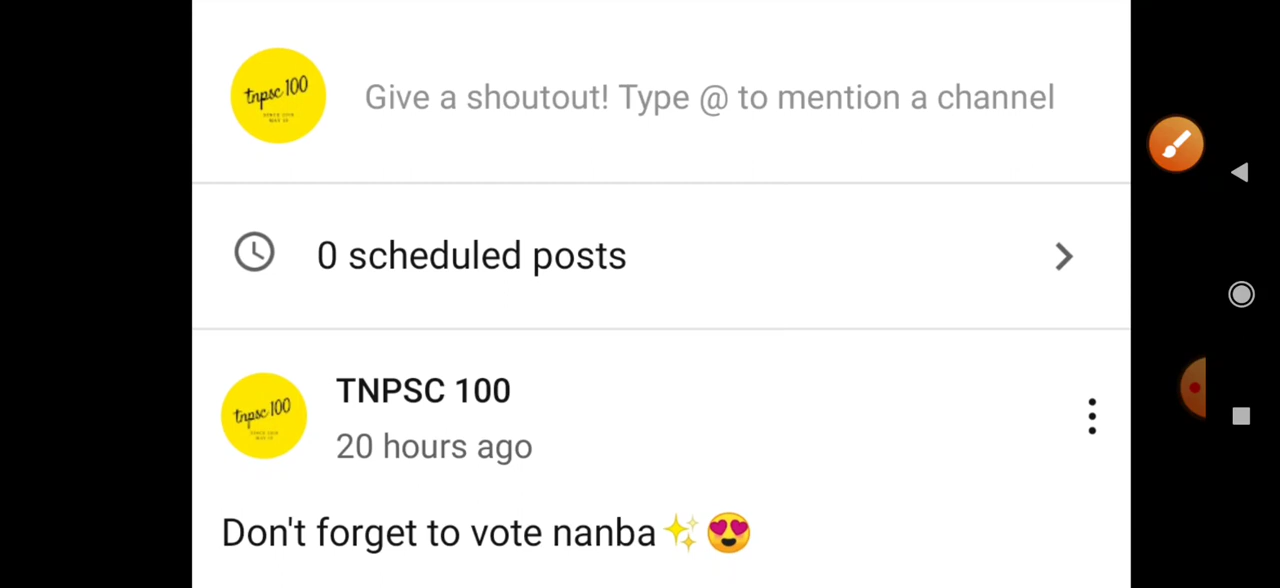 tnpsc 100
Give a shoutout! Type @ to mention a channel
0 scheduled posts
tnpsc 100
TNPSC 100
20 hours ago
Don't forget to vote nanba✨😍